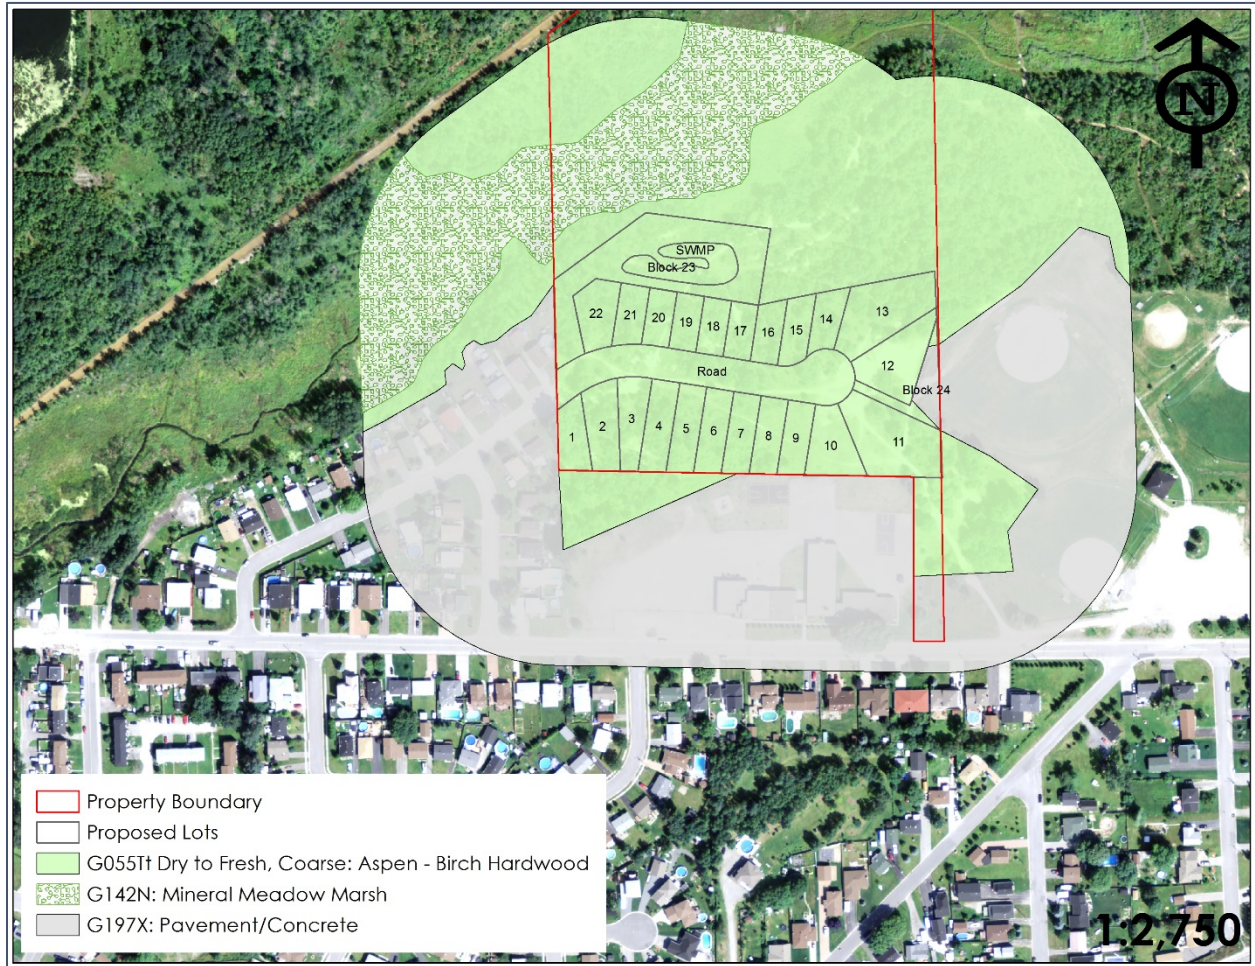 N
SWMP
Block 23
22
21
20
19
18
17
16
15
14
13
12
Road
Block 24
1
2
3
4
5
6
7
8
9
10
11
Property Boundary
Proposed Lots
G055Tt Dry to Fresh, Coarse: Aspen - Birch Hardwood
G142N: Mineral Meadow Marsh
G197X: Pavement/Concrete
1:2,750